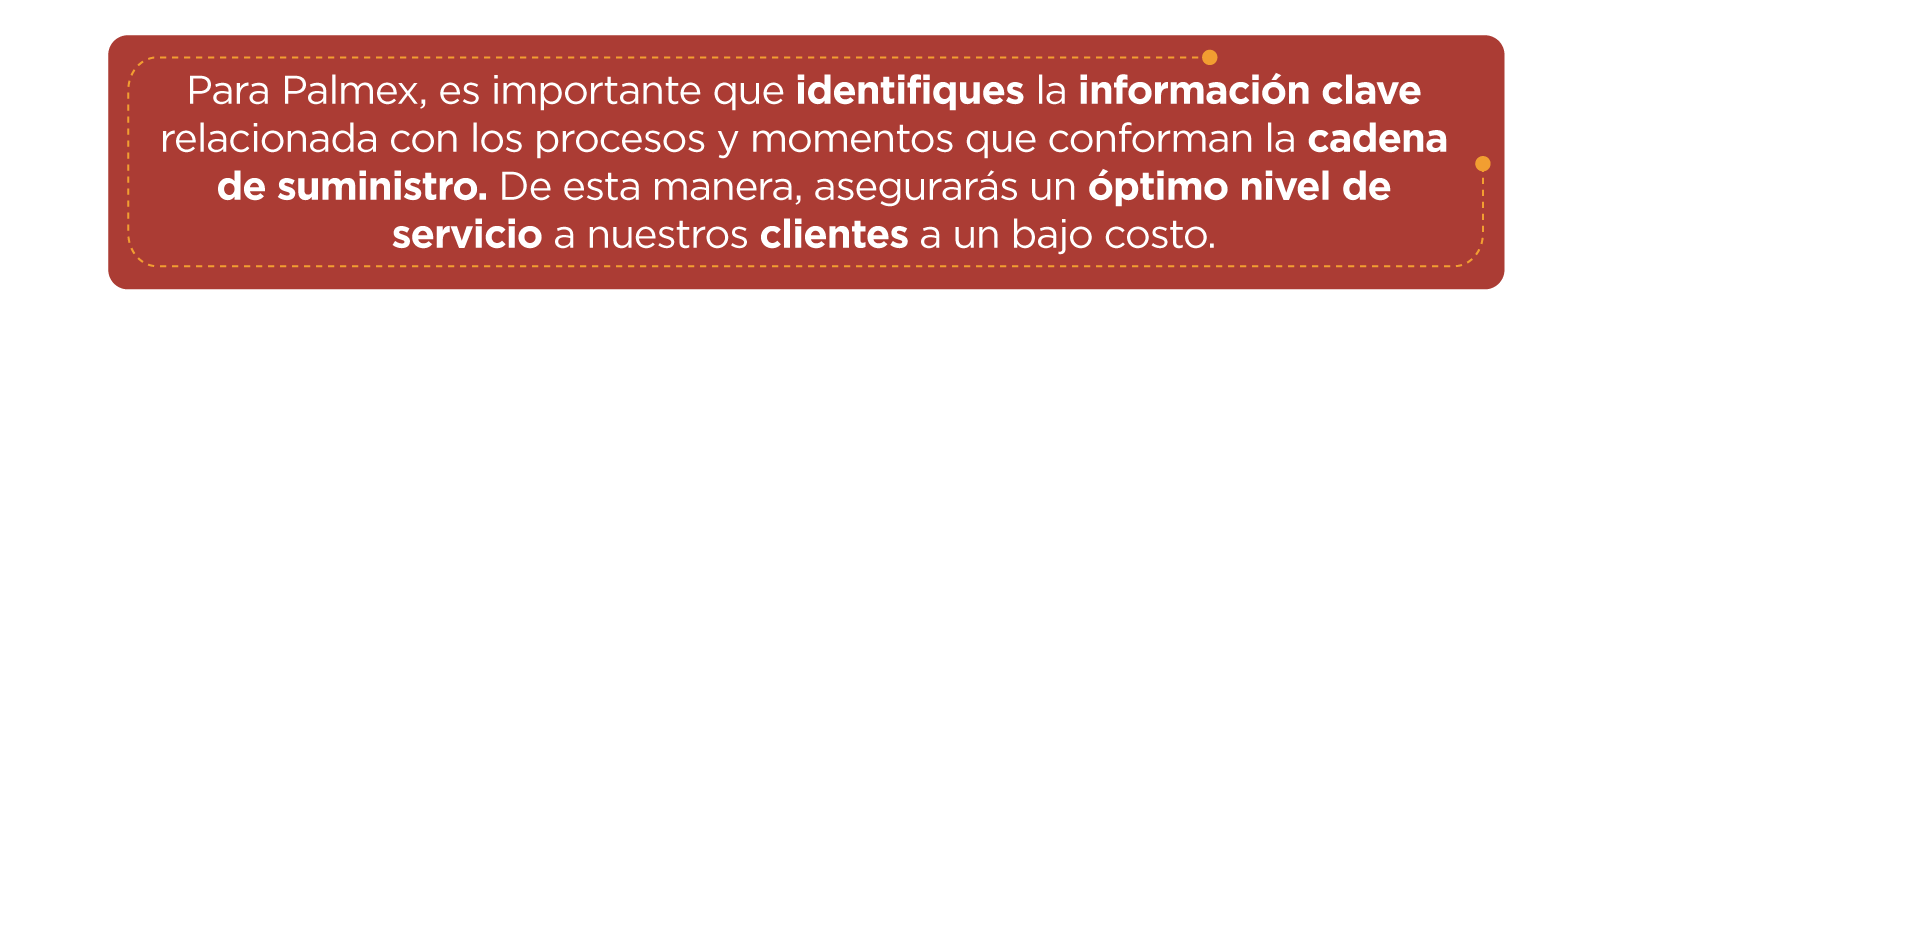 Para Palmex, es importante que identifiques la información clave
relacionada con los procesos y momentos que conforman la cadena
de suministro. De esta manera, asegurarás un óptimo nivel de
servicio a nuestros clientes a un bajo costo.